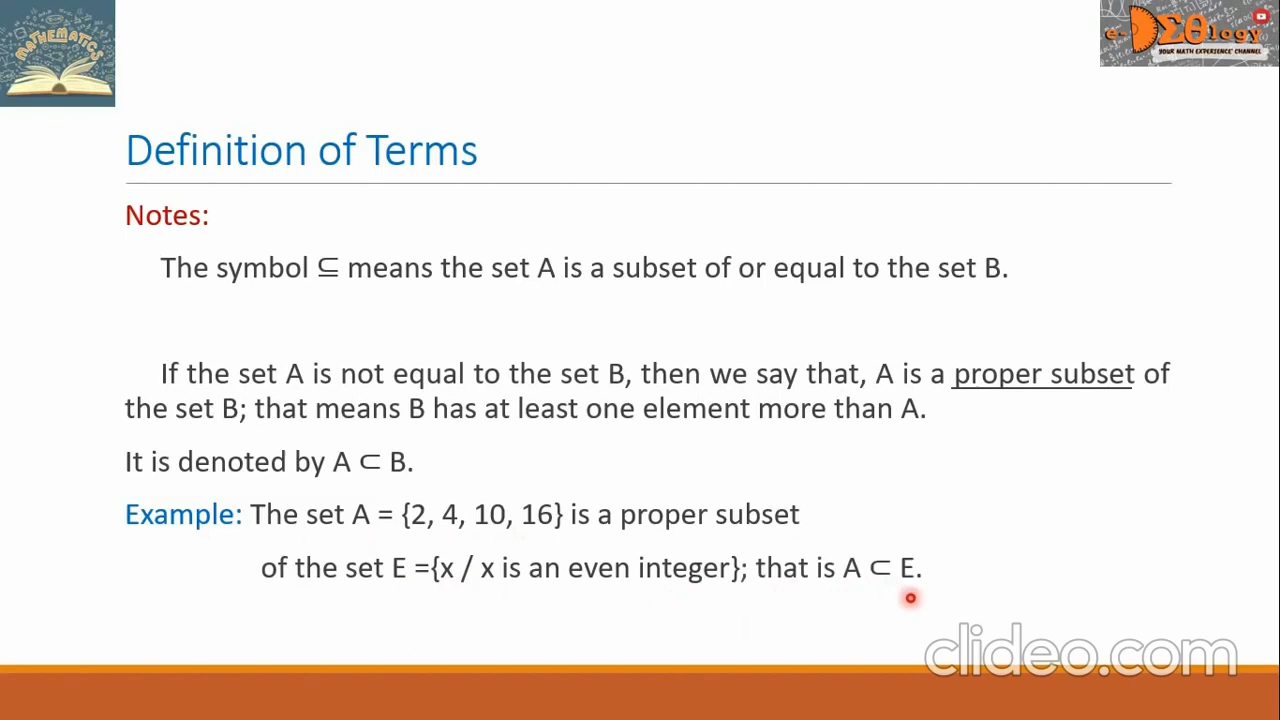 MATHEMATICS
e-DΣθlogy
YOUR MATH EXPERIENCE CHANNEL
Definition of Terms
Notes:
The symbol ⊆ means the set A is a subset of or equal to the set B.
If the set A is not equal to the set B, then we say that, A is a proper subset of
the set B; that means B has at least one element more than A.
It is denoted by A ⊂ B.
Example: The set A = {2, 4, 10, 16} is a proper subset
of the set E ={x / x is an even integer}; that is A ⊂ E.
clideo.com